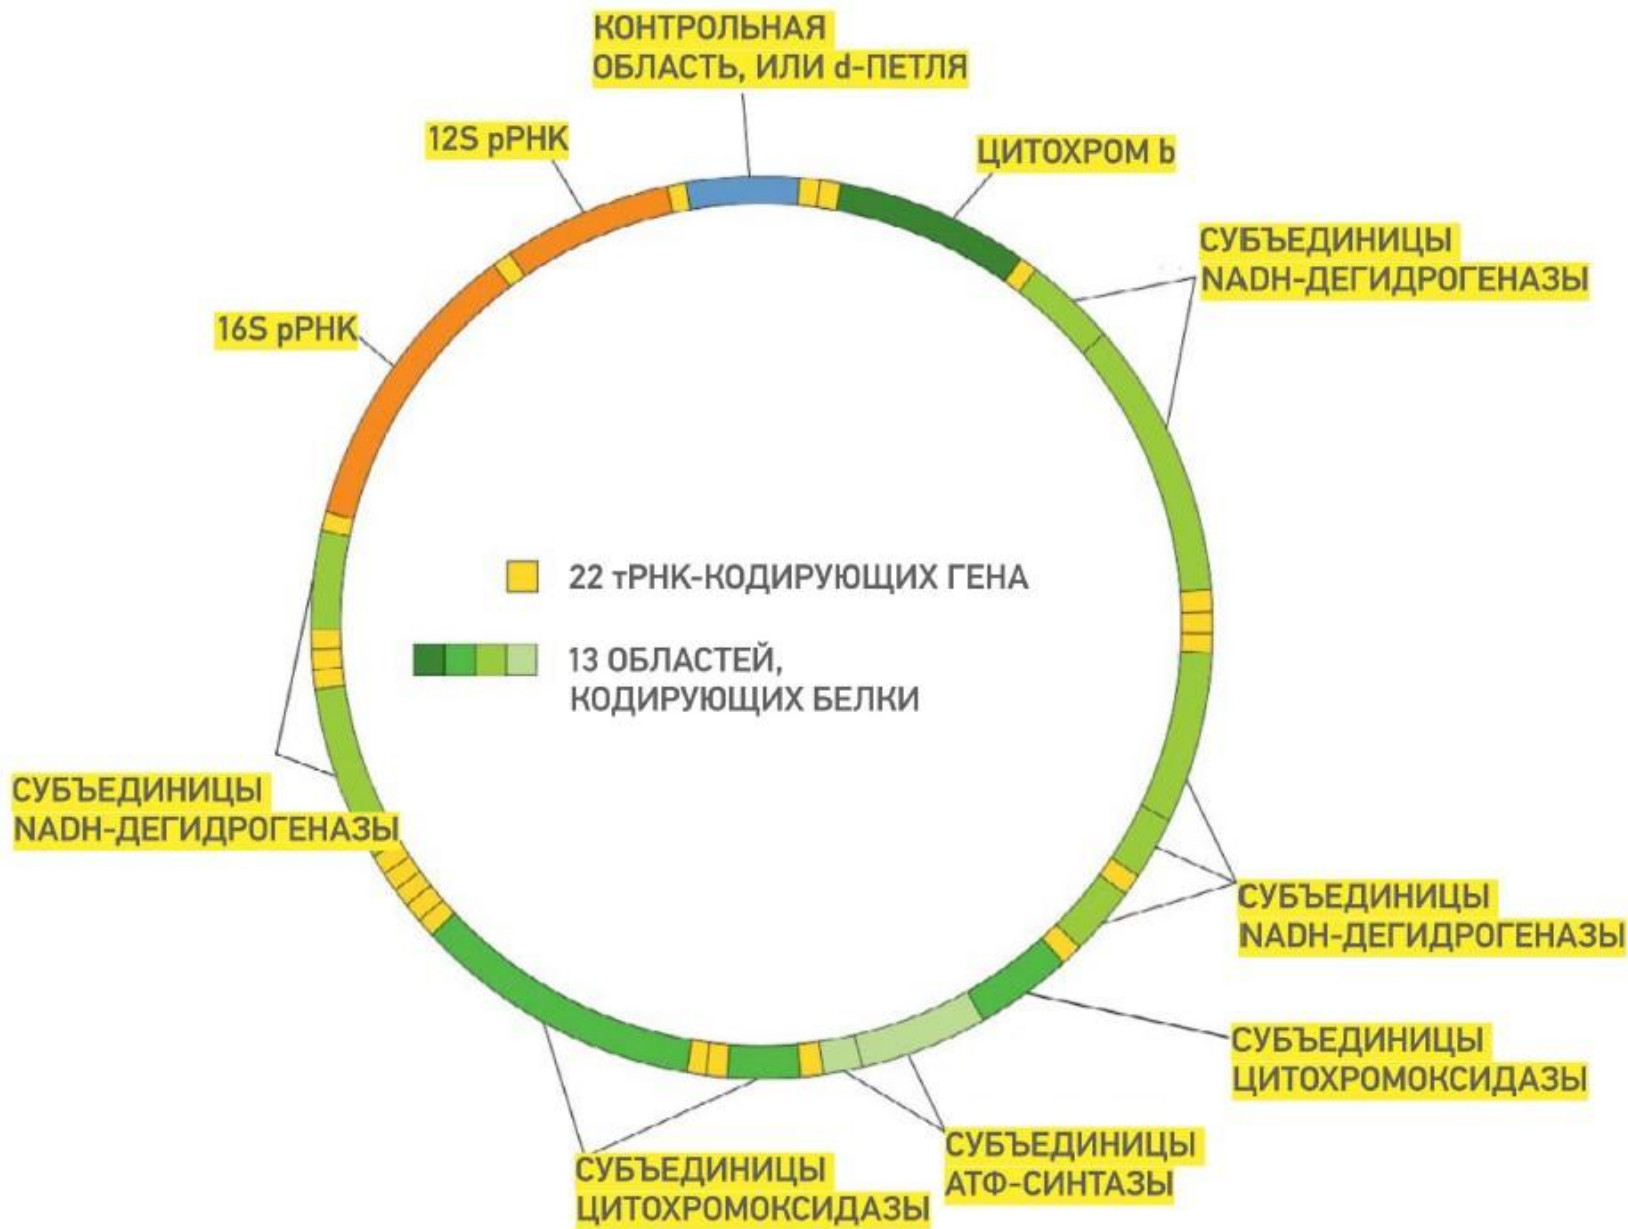 КОНТРОЛЬНАЯ
ОБЛАСТЬ, ИЛИ d-ПЕТЛЯ
12S рРНК
ЦИТОХРОМ b
СУБЪЕДИНИЦЫ
NADH-ДЕГИДРОГЕНАЗЫ
16S рРНК
22 тРНК-КОДИРУЮЩИХ ГЕНА
13 ОБЛАСТЕЙ,
КОДИРУЮЩИХ БЕЛКИ
СУБЪЕДИНИЦЫ
NADH-ДЕГИДРОГЕНАЗЫ
СУБЪЕДИНИЦЫ
NADH-ДЕГИДРОГЕНАЗЫ
СУБЪЕДИНИЦЫ
ЦИТОХРОМОКСИДАЗЫ
СУБЪЕДИНИЦЫ
АТФ-СИНТАЗЫ
СУБЪЕДИНИЦЫ
ЦИТОХРОМОКСИДАЗЫ